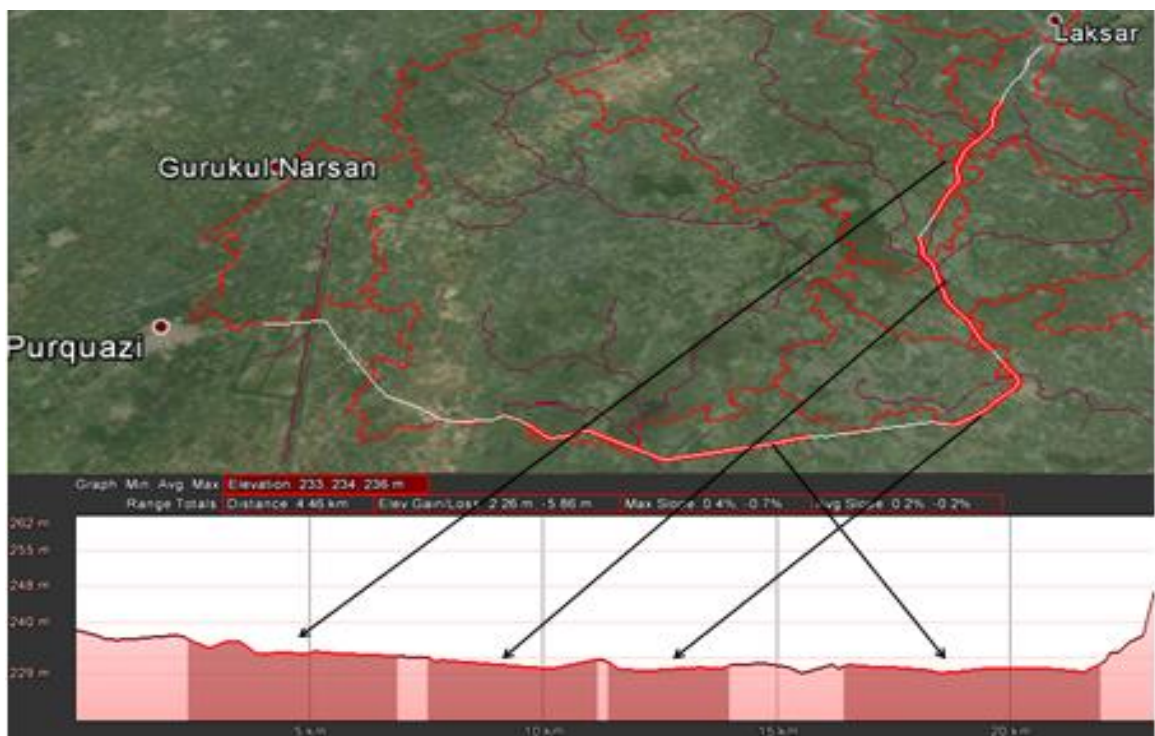 Laksar
Gurukul Narsan
Purquazi
Graph Min, Avg, Max Elevation: 233, 234, 236 m
Range Totals: Distance: 4.46 km Elev Gain/Loss: 2.26 m, -5.86 m Max Slope: 0.4%, -0.7% Avg Slope: 0.2%, -0.2%
262 m
255 m
248 m
240 m
229 m
5 km 10 km 15 km 20 km